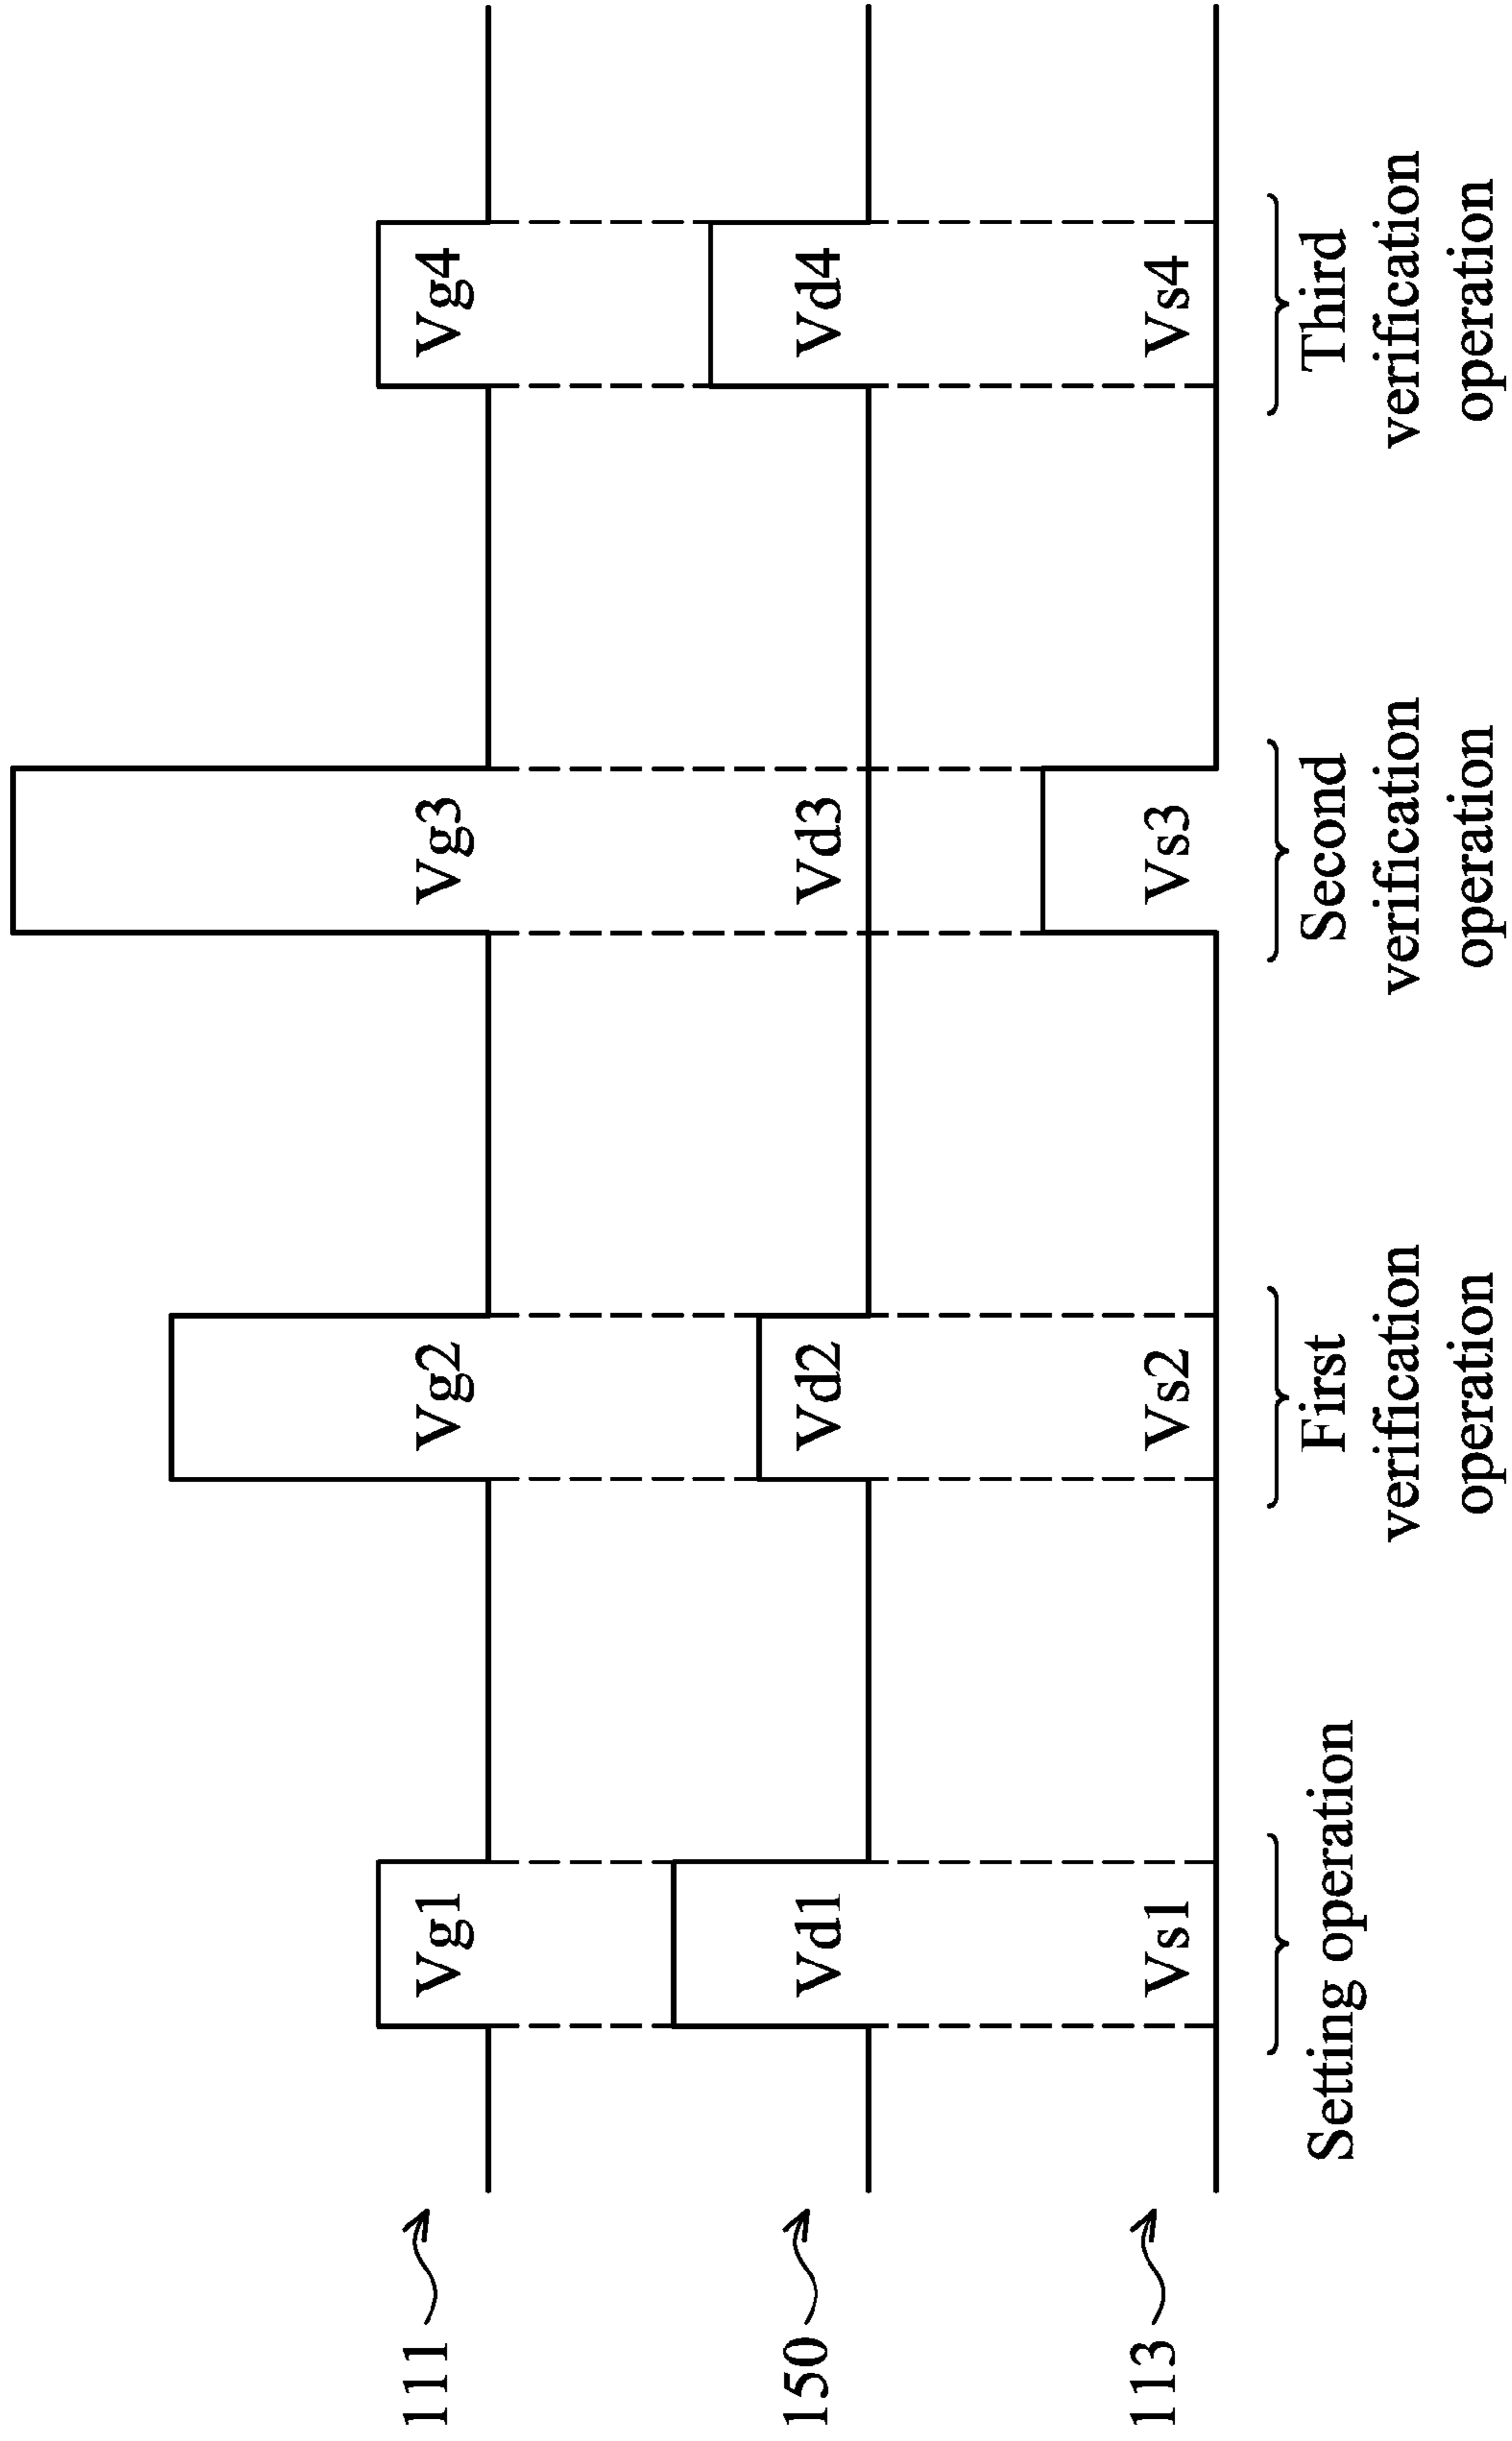 111
Vg1
Vg2
Vg3
Vg4
150
Vd1
Vd2
Vd3
Vd4
113
Vs1
Vs2
Vs3
Vs4
Setting operation
First
verification
operation
Second
verification
operation
Third
verification
operation